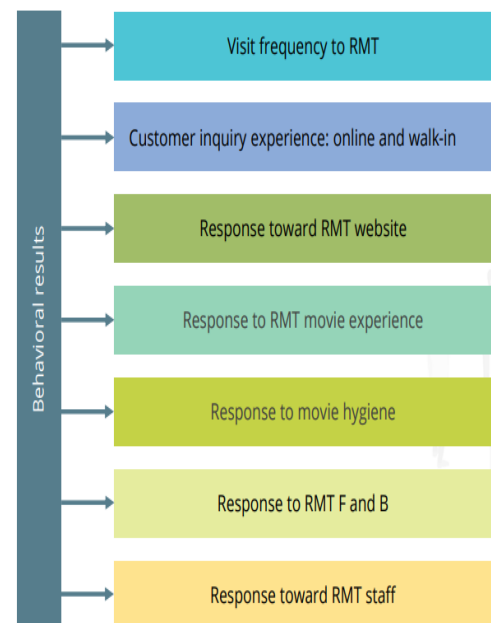 Behavioral results
Visit frequency to RMT
Customer inquiry experience: online and walk-in
Response toward RMT website
Response to RMT movie experience
Response to movie hygiene
Response to RMT F and B
Response toward RMT staff